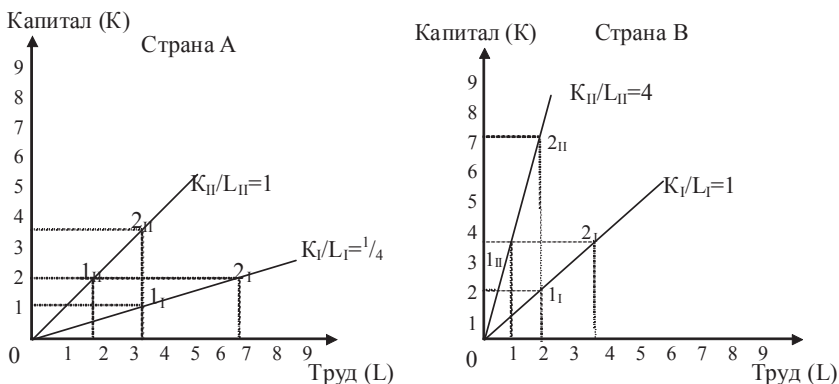 Капитал (К)
Страна А
9
8
7
6
5
4
3
2
1
0
K_II/L_II=1
2_II
1_II
K_I/L_I=1/4
2_I
1_I
1 2 3 4 5 6 7 8 9
Труд (L)
Капитал (К)
Страна В
9
8
7
6
5
4
3
2
1
0
K_II/L_II=4
2_II
K_I/L_I=1
2_I
1_II
1_I
1 2 3 4 5 6 7 8 9
Труд (L)